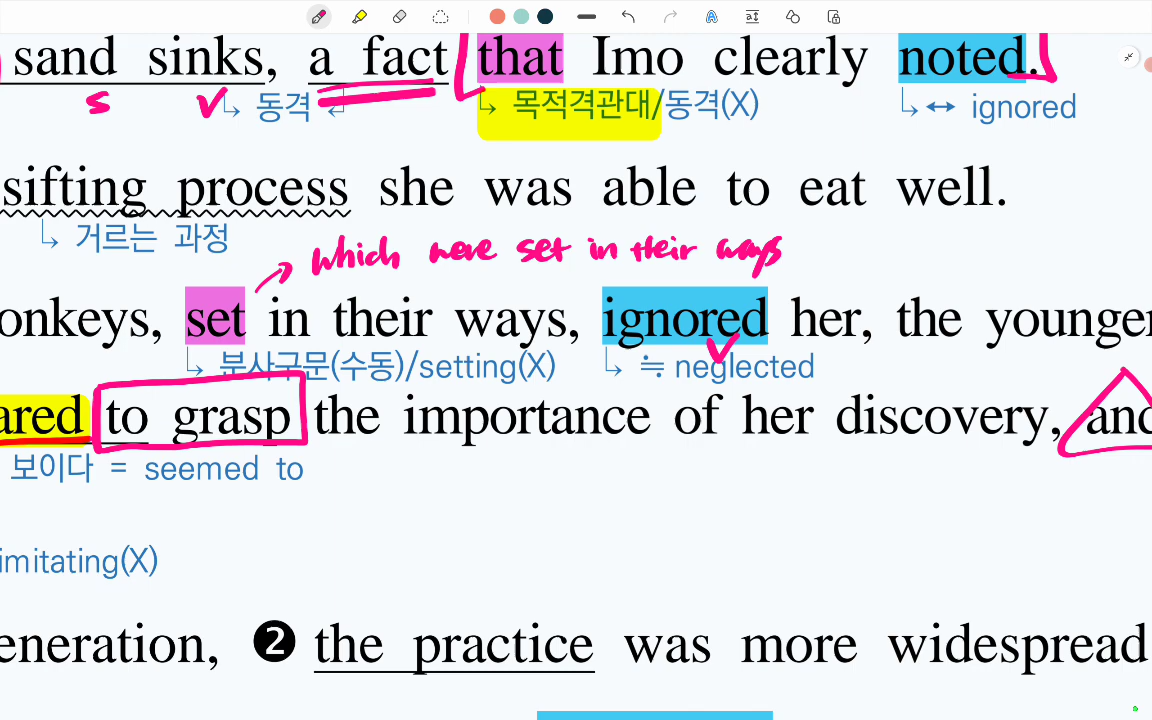 sand sinks, a fact that Imo clearly noted.
s v ↳ 동격 ↲ ↳ 목적격관대/동격(X) ↳ ↔ ignored
sifting process she was able to eat well.
↳ 거르는 과정
which were set in their ways
onkeys, set in their ways, ignored her, the younger
↳ 분사구문(수동)/setting(X) ↳ ≒ neglected
v
ared to grasp the importance of her discovery, and
보이다 = seemed to
imitating(X)
eneration, ❷ the practice was more widespread